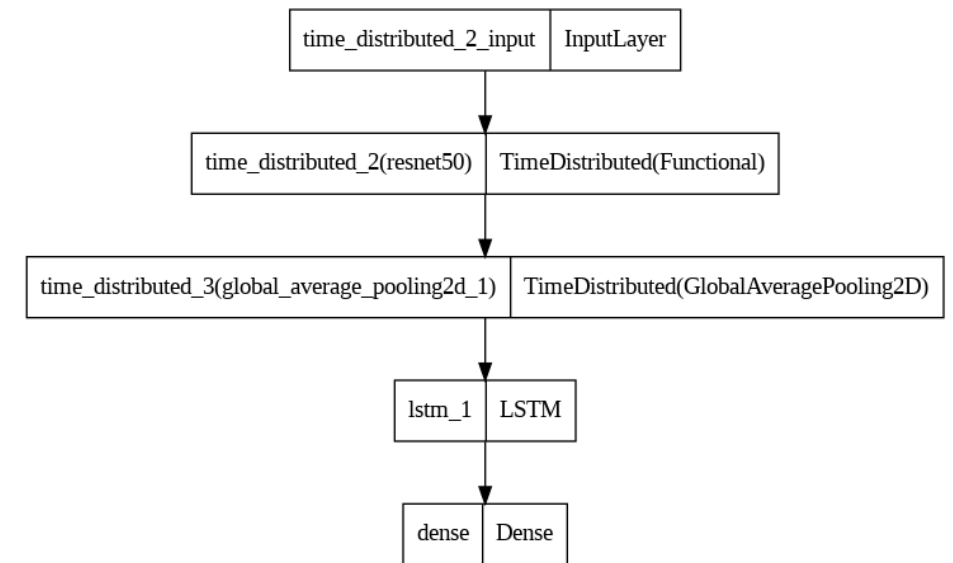 time_distributed_2_input InputLayer
time_distributed_2(resnet50) TimeDistributed(Functional)
time_distributed_3(global_average_pooling2d_1) TimeDistributed(GlobalAveragePooling2D)
lstm_1 LSTM
dense Dense